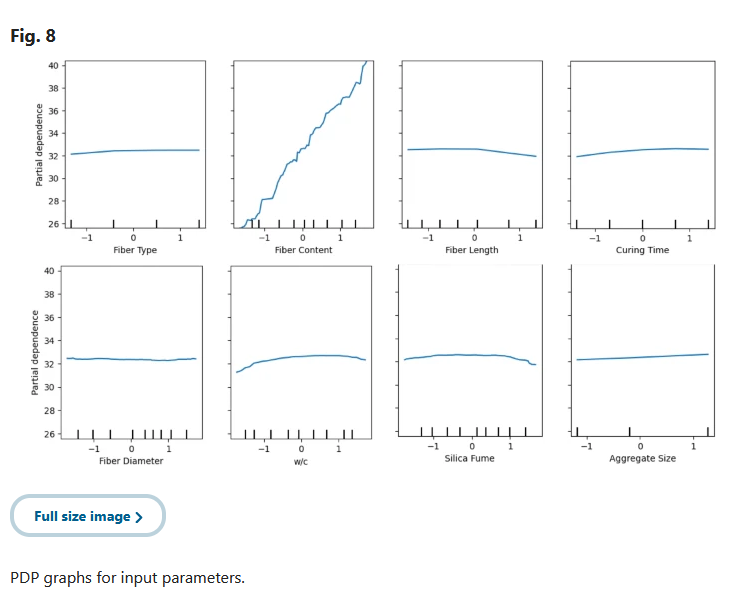 Fig. 8
40
38
36
34
32
30
28
26
Partial dependence
−1 0 1
Fiber Type
−1 0 1
Fiber Content
−1 0 1
Fiber Length
−1 0 1
Curing Time
40
38
36
34
32
30
28
26
Partial dependence
−1 0 1
Fiber Diameter
−1 0 1
w/c
−1 0 1
Silica Fume
−1 0 1
Aggregate Size
Full size image
PDP graphs for input parameters.